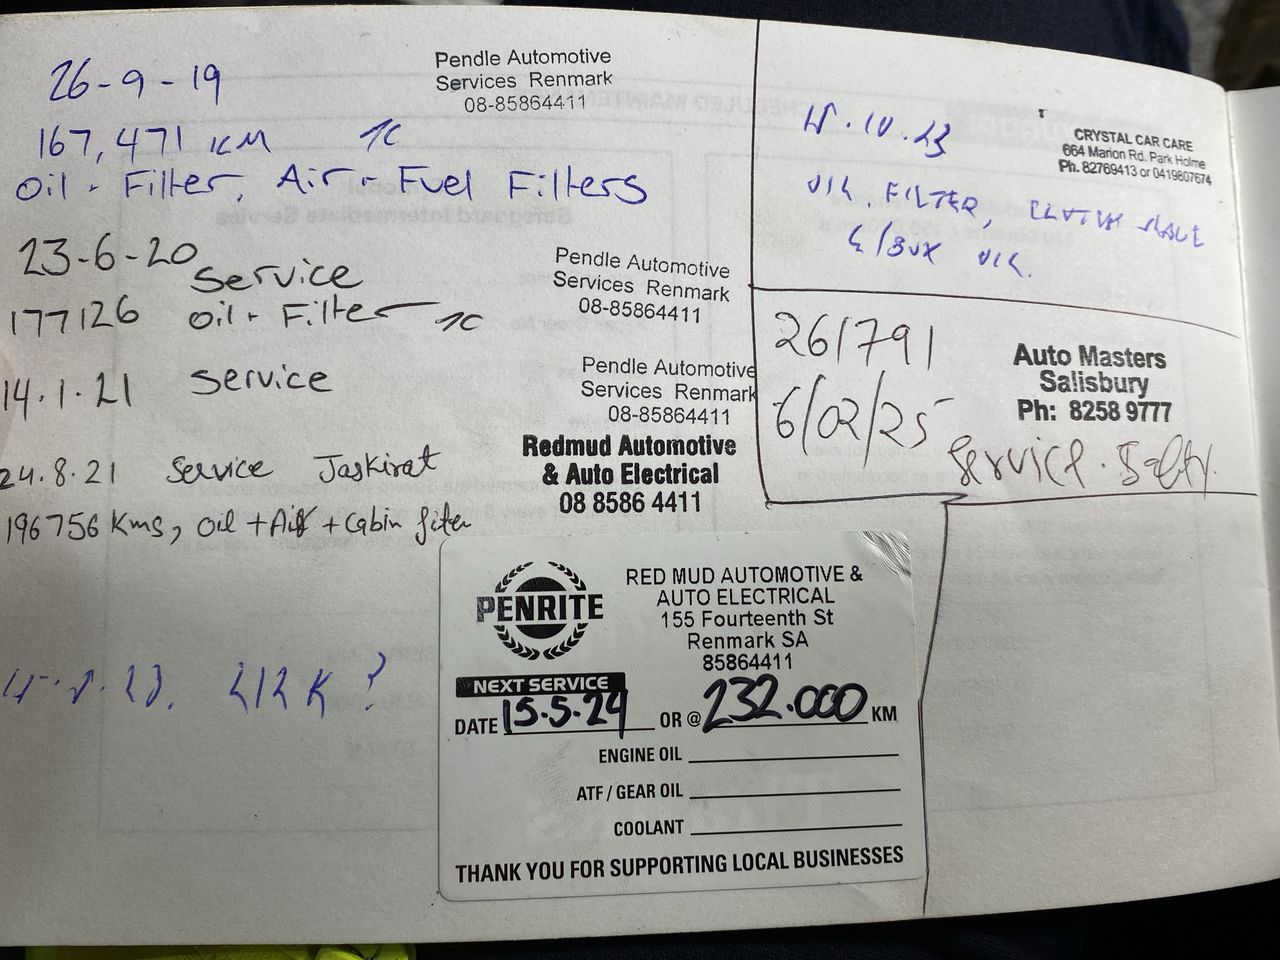 26-9-19
Pendle Automotive
Services Renmark
08-85864411
167,471 KM TC
Oil + Filter, Air + Fuel Filters
23-6-20 Service
177126 Oil + Filter TC
Pendle Automotive
Services Renmark
08-85864411
14.1.21 Service
Pendle Automotive
Services Renmark
08-85864411
24.8.21 Service Jaskirat
Redmud Automotive
& Auto Electrical
08 8586 4411
196756 Kms, Oil + Air + Cabin
212K ?
PENRITE
RED MUD AUTOMOTIVE &
AUTO ELECTRICAL
155 Fourteenth St
Renmark SA
85864411
NEXT SERVICE
DATE 15.5.24 OR @ 232.000 KM
ENGINE OIL
ATF / GEAR OIL
COOLANT
THANK YOU FOR SUPPORTING LOCAL BUSINESSES
10.23
CRYSTAL CAR CARE
664 Marion Rd. Park Holme
Ph. 82769413 or 0419807674
OIL, FILTER,
G/BOX OIL.
261791
6/02/25
Auto Masters
Salisbury
Ph: 8258 9777
Service.